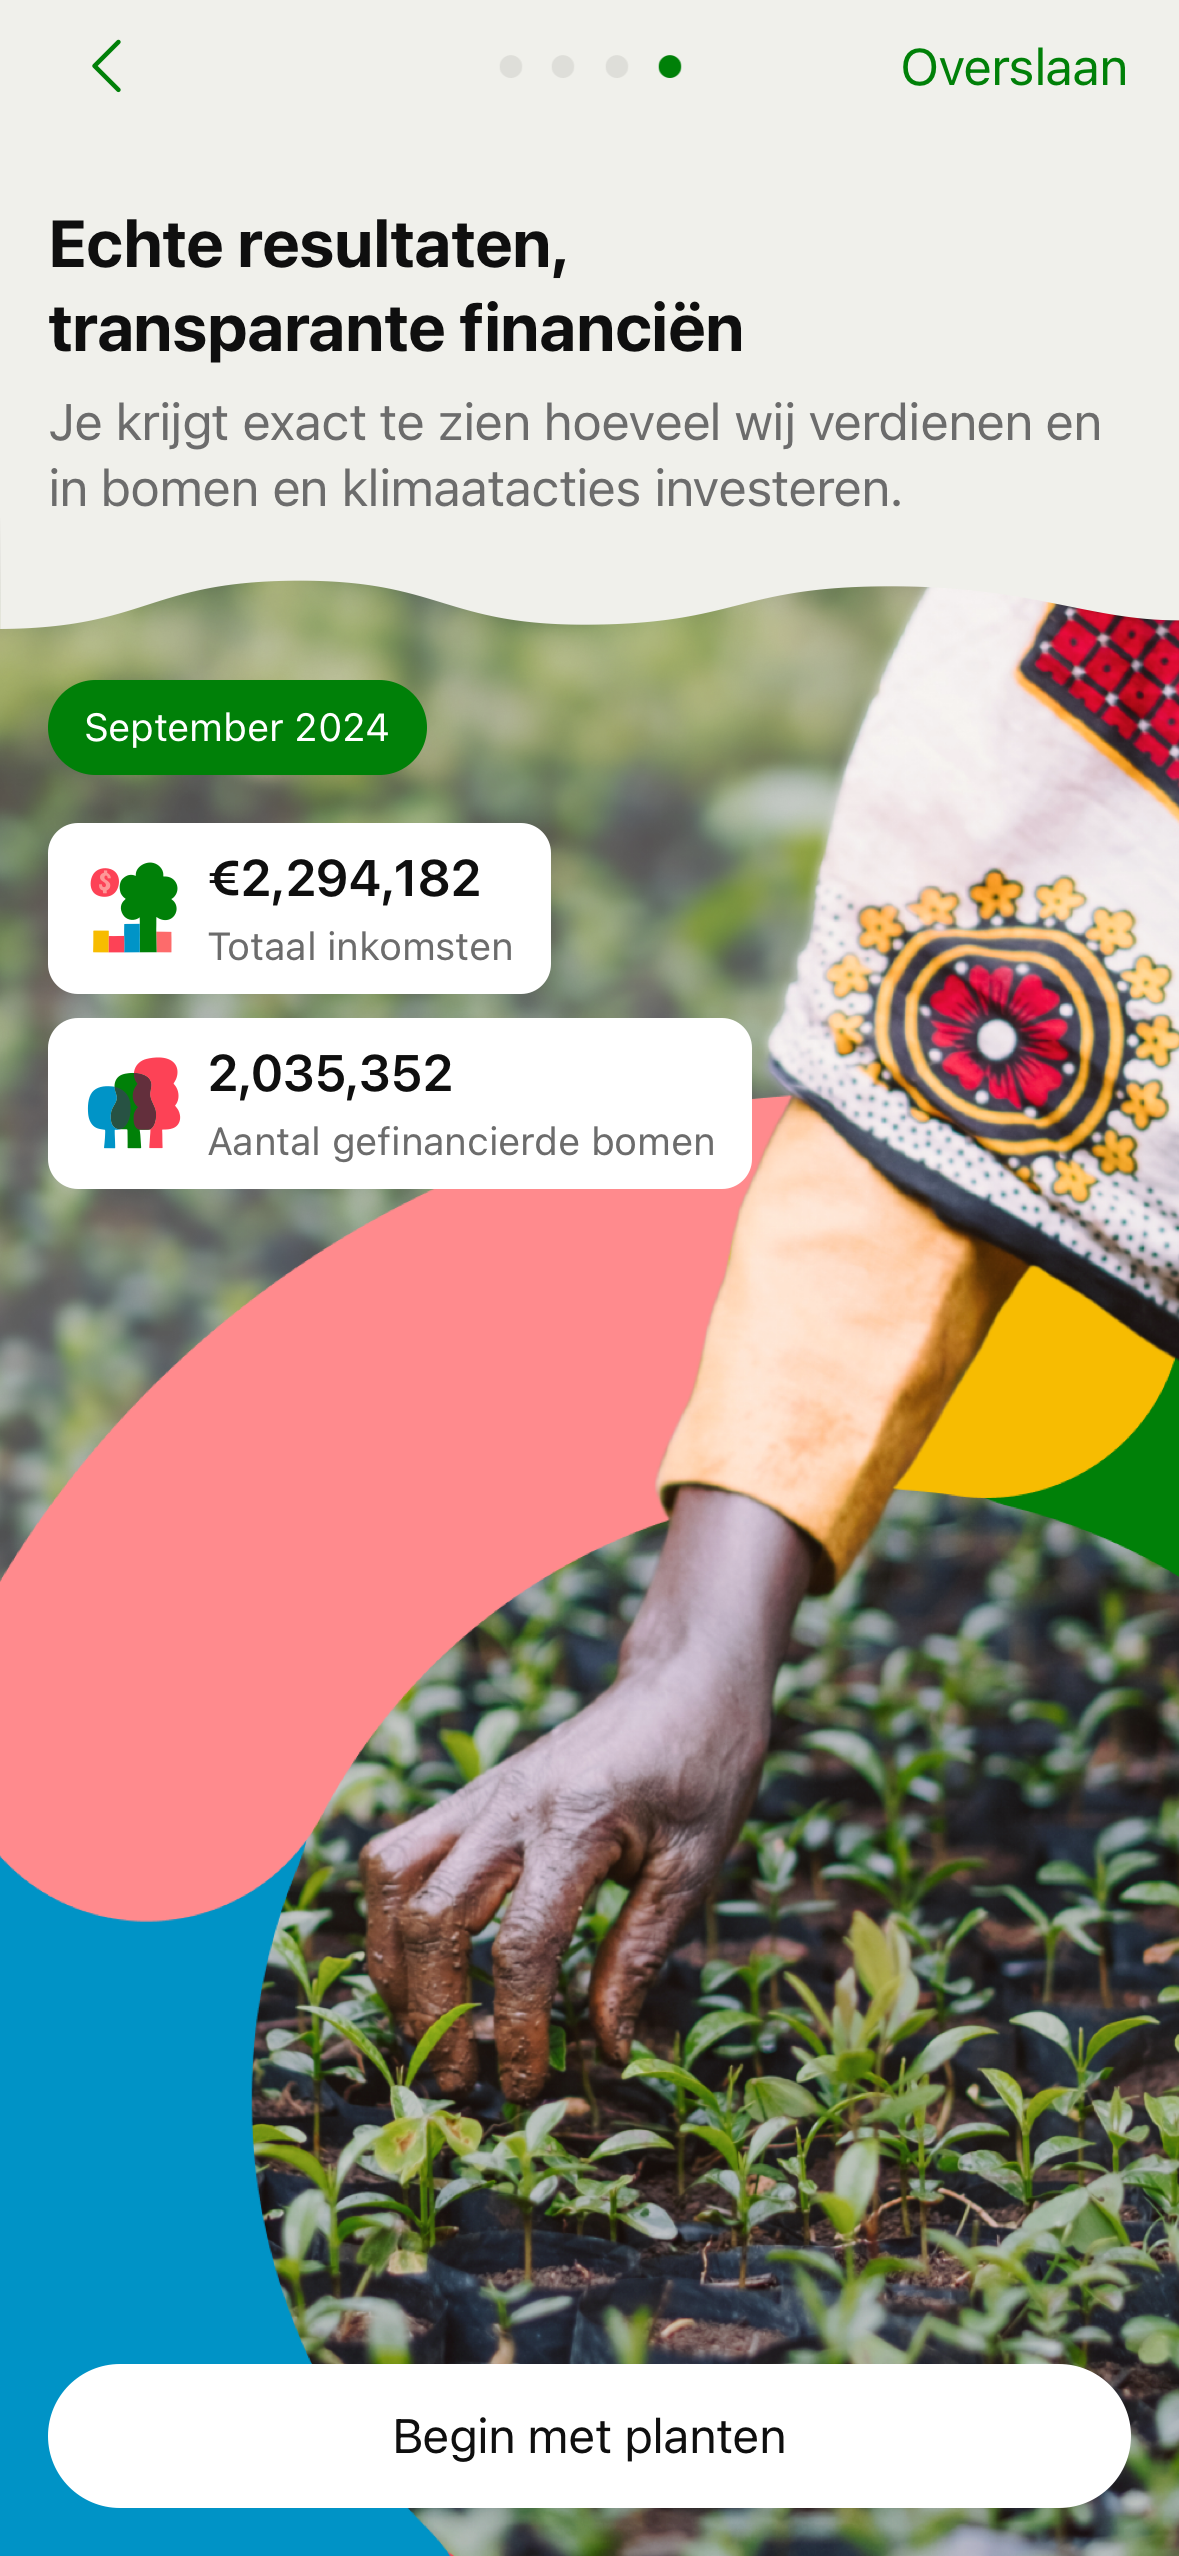 Overslaan
Echte resultaten,
transparante financiën
Je krijgt exact te zien hoeveel wij verdienen en
in bomen en klimaatacties investeren.
September 2024
€2,294,182
Totaal inkomsten
2,035,352
Aantal gefinancierde bomen
Begin met planten